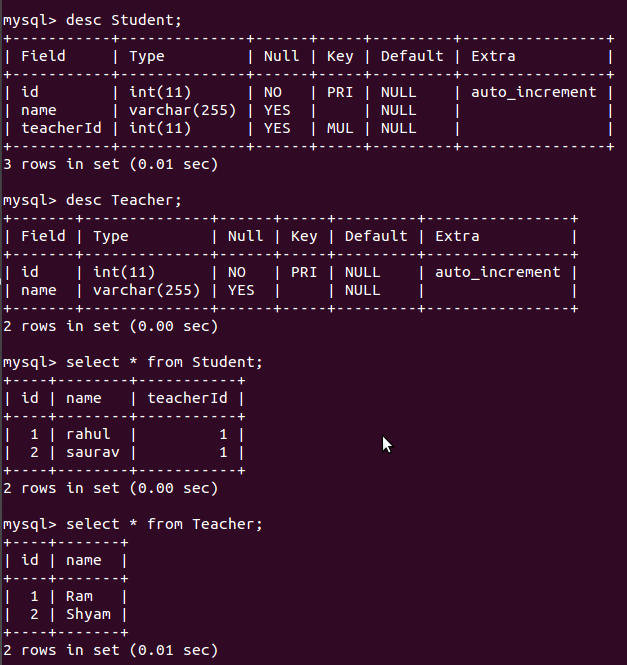 mysql> desc Student;
+-----------+--------------+------+-----+---------+----------------+
| Field     | Type         | Null | Key | Default | Extra          |
+-----------+--------------+------+-----+---------+----------------+
| id        | int(11)      | NO   | PRI | NULL    | auto_increment |
| name      | varchar(255) | YES  |     | NULL    |                |
| teacherId | int(11)      | YES  | MUL | NULL    |                |
+-----------+--------------+------+-----+---------+----------------+
3 rows in set (0.01 sec)

mysql> desc Teacher;
+-------+--------------+------+-----+---------+----------------+
| Field | Type         | Null | Key | Default | Extra          |
+-------+--------------+------+-----+---------+----------------+
| id    | int(11)      | NO   | PRI | NULL    | auto_increment |
| name  | varchar(255) | YES  |     | NULL    |                |
+-------+--------------+------+-----+---------+----------------+
2 rows in set (0.00 sec)

mysql> select * from Student;
+----+--------+-----------+
| id | name   | teacherId |
+----+--------+-----------+
|  1 | rahul  |         1 |
|  2 | saurav |         1 |
+----+--------+-----------+
2 rows in set (0.00 sec)

mysql> select * from Teacher;
+----+-------+
| id | name  |
+----+-------+
|  1 | Ram   |
|  2 | Shyam |
+----+-------+
2 rows in set (0.01 sec)